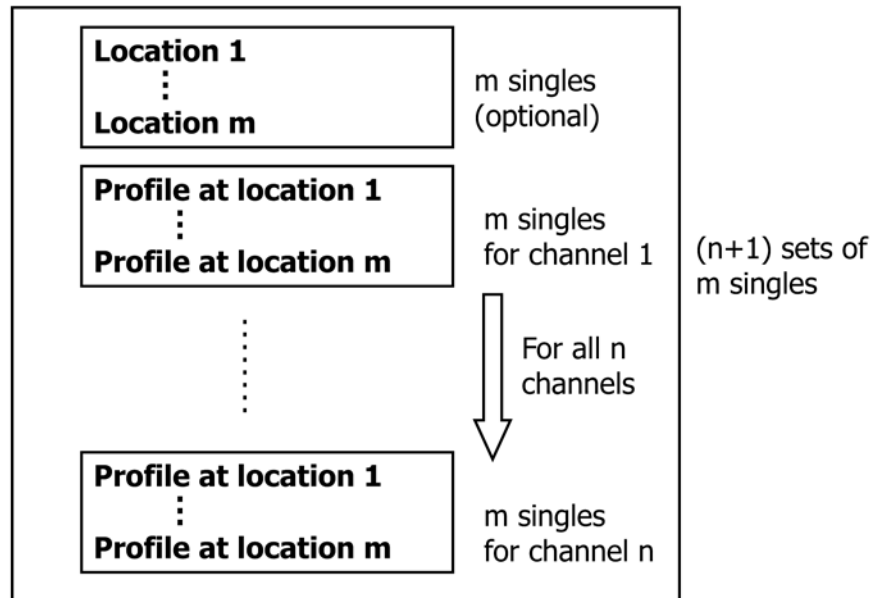 Location 1
Location m
m singles
(optional)
Profile at location 1
Profile at location m
m singles
for channel 1
(n+1) sets of
m singles
For all n
channels
Profile at location 1
Profile at location m
m singles
for channel n